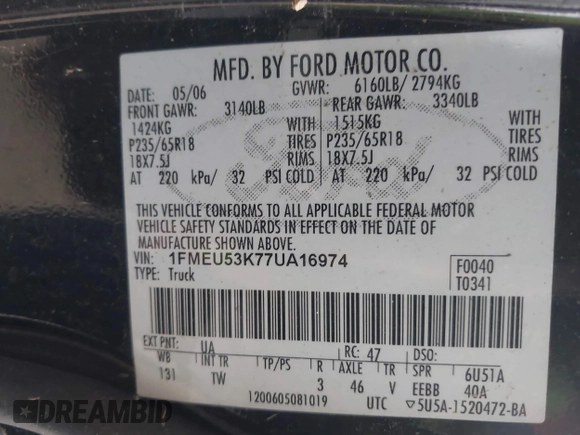 MFD. BY FORD MOTOR CO.
DATE: 05/06 GVWR: 6160LB/ 2794KG
FRONT GAWR: 3140LB REAR GAWR: 3340LB
1424KG WITH 1515KG WITH
P235/65R18 TIRES P235/65R18 TIRES
18X7.5J RIMS 18X7.5J RIMS
AT 220 kPa/ 32 PSI COLD AT 220 kPa/ 32 PSI COLD
Ford
THIS VEHICLE CONFORMS TO ALL APPLICABLE FEDERAL MOTOR
VEHICLE SAFETY STANDARDS IN EFFECT ON THE DATE OF
MANUFACTURE SHOWN ABOVE.
VIN: 1FMEU53K77UA16974 F0040
TYPE: Truck T0341
EXT PNT: UA RC: 47 DSO:
WB INT TR TP/PS R AXLE TR SPR 6U51A
131 TW 3 46 V EEBB 40A
1200605081019 UTC ▽5U5A-1520472-BA
DREAMBID